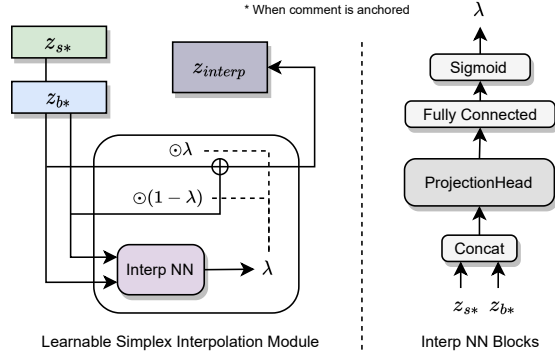 * When comment is anchored
z_{s*}
z_{b*}
z_{interp}
⊙λ
⊙(1 − λ)
Interp NN
λ
Learnable Simplex Interpolation Module
λ
Sigmoid
Fully Connected
ProjectionHead
Concat
z_{s*} z_{b*}
Interp NN Blocks